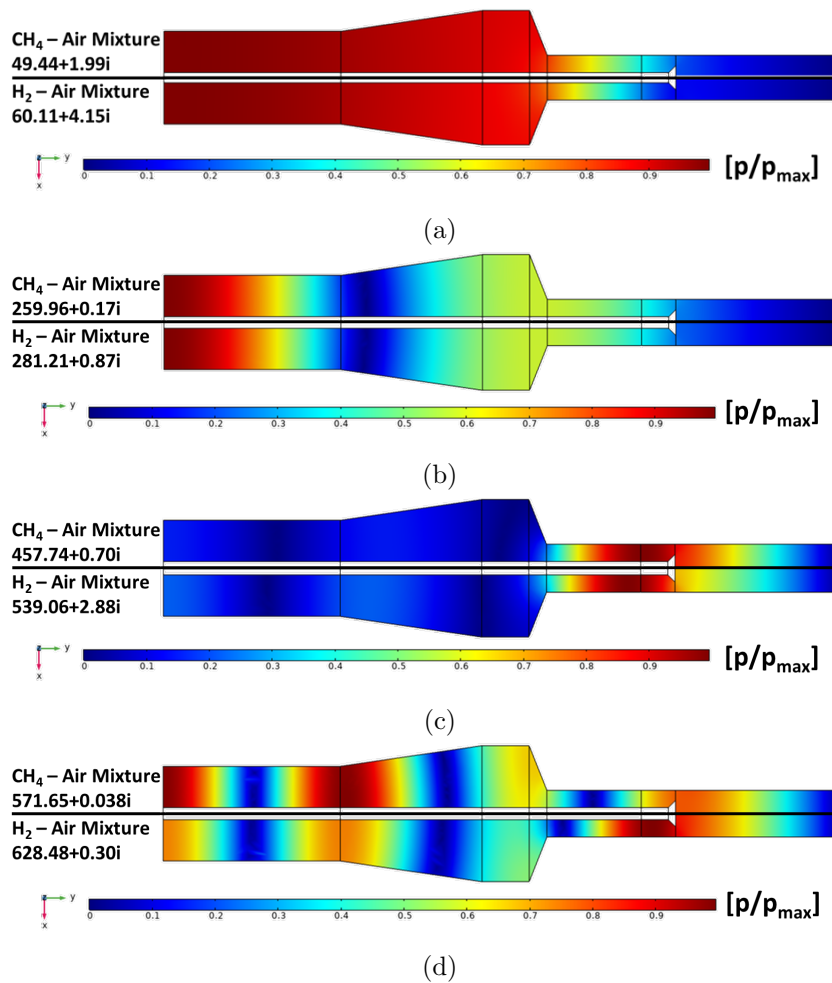 CH₄ – Air Mixture
49.44+1.99i
H₂ – Air Mixture
60.11+4.15i
z y x
0 0.1 0.2 0.3 0.4 0.5 0.6 0.7 0.8 0.9 [p/pₘₐₓ]
(a)
CH₄ – Air Mixture
259.96+0.17i
H₂ – Air Mixture
281.21+0.87i
z y x
0 0.1 0.2 0.3 0.4 0.5 0.6 0.7 0.8 0.9 [p/pₘₐₓ]
(b)
CH₄ – Air Mixture
457.74+0.70i
H₂ – Air Mixture
539.06+2.88i
z y x
0 0.1 0.2 0.3 0.4 0.5 0.6 0.7 0.8 0.9 [p/pₘₐₓ]
(c)
CH₄ – Air Mixture
571.65+0.038i
H₂ – Air Mixture
628.48+0.30i
z y x
0 0.1 0.2 0.3 0.4 0.5 0.6 0.7 0.8 0.9 [p/pₘₐₓ]
(d)